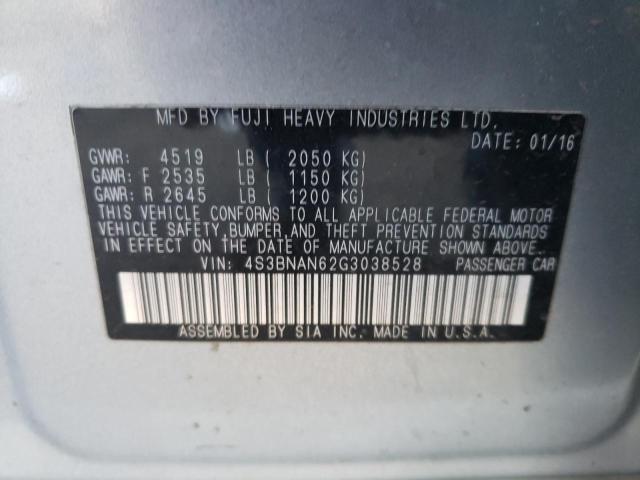 MFD BY FUJI HEAVY INDUSTRIES LTD.
DATE: 01/16
GVWR: 4519 LB ( 2050 KG)
GAWR: F 2535 LB ( 1150 KG)
GAWR: R 2645 LB ( 1200 KG)
THIS VEHICLE CONFORMS TO ALL APPLICABLE FEDERAL MOTOR
VEHICLE SAFETY, BUMPER, AND THEFT PREVENTION STANDARDS
IN EFFECT ON THE DATE OF MANUFACTURE SHOWN ABOVE.
VIN: 4S3BNAN62G3038528 PASSENGER CAR
ASSEMBLED BY SIA INC. MADE IN U.S.A.